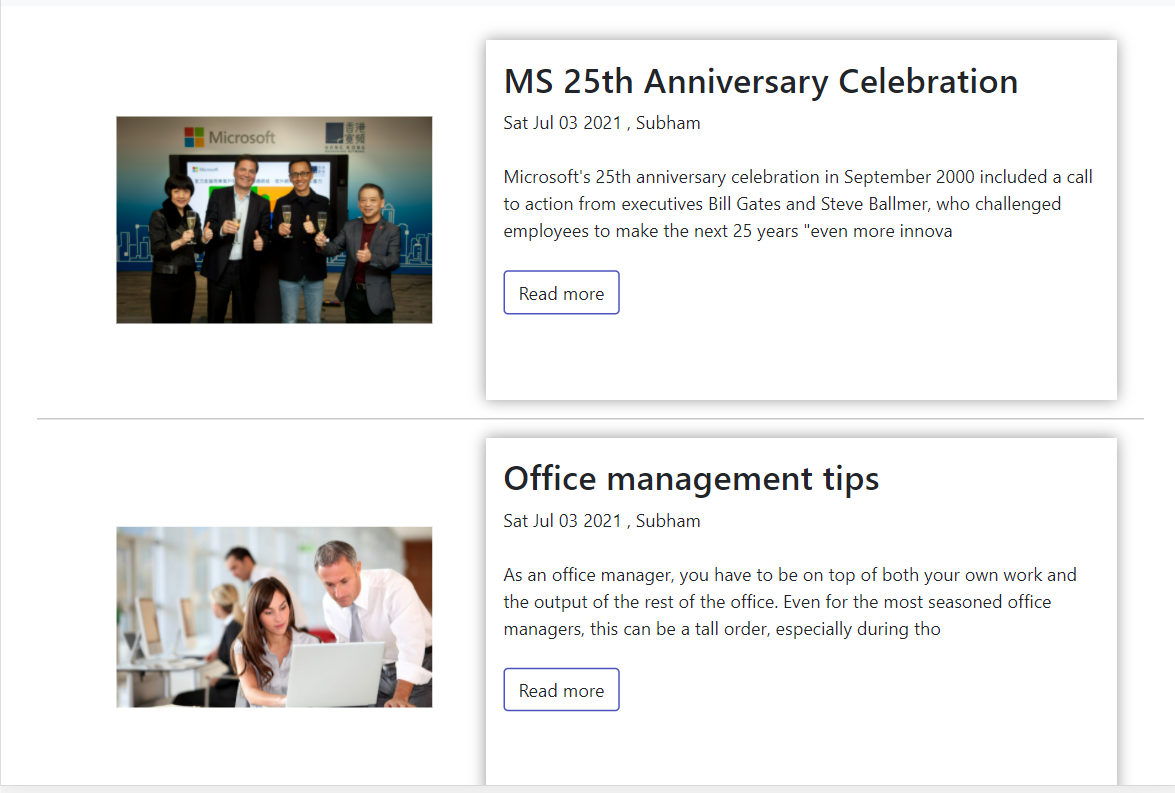 Microsoft
香港
寬頻
MS 25th Anniversary Celebration
Sat Jul 03 2021 , Subham
Microsoft's 25th anniversary celebration in September 2000 included a call
to action from executives Bill Gates and Steve Ballmer, who challenged
employees to make the next 25 years "even more innova
Read more
Office management tips
Sat Jul 03 2021 , Subham
As an office manager, you have to be on top of both your own work and
the output of the rest of the office. Even for the most seasoned office
managers, this can be a tall order, especially during tho
Read more